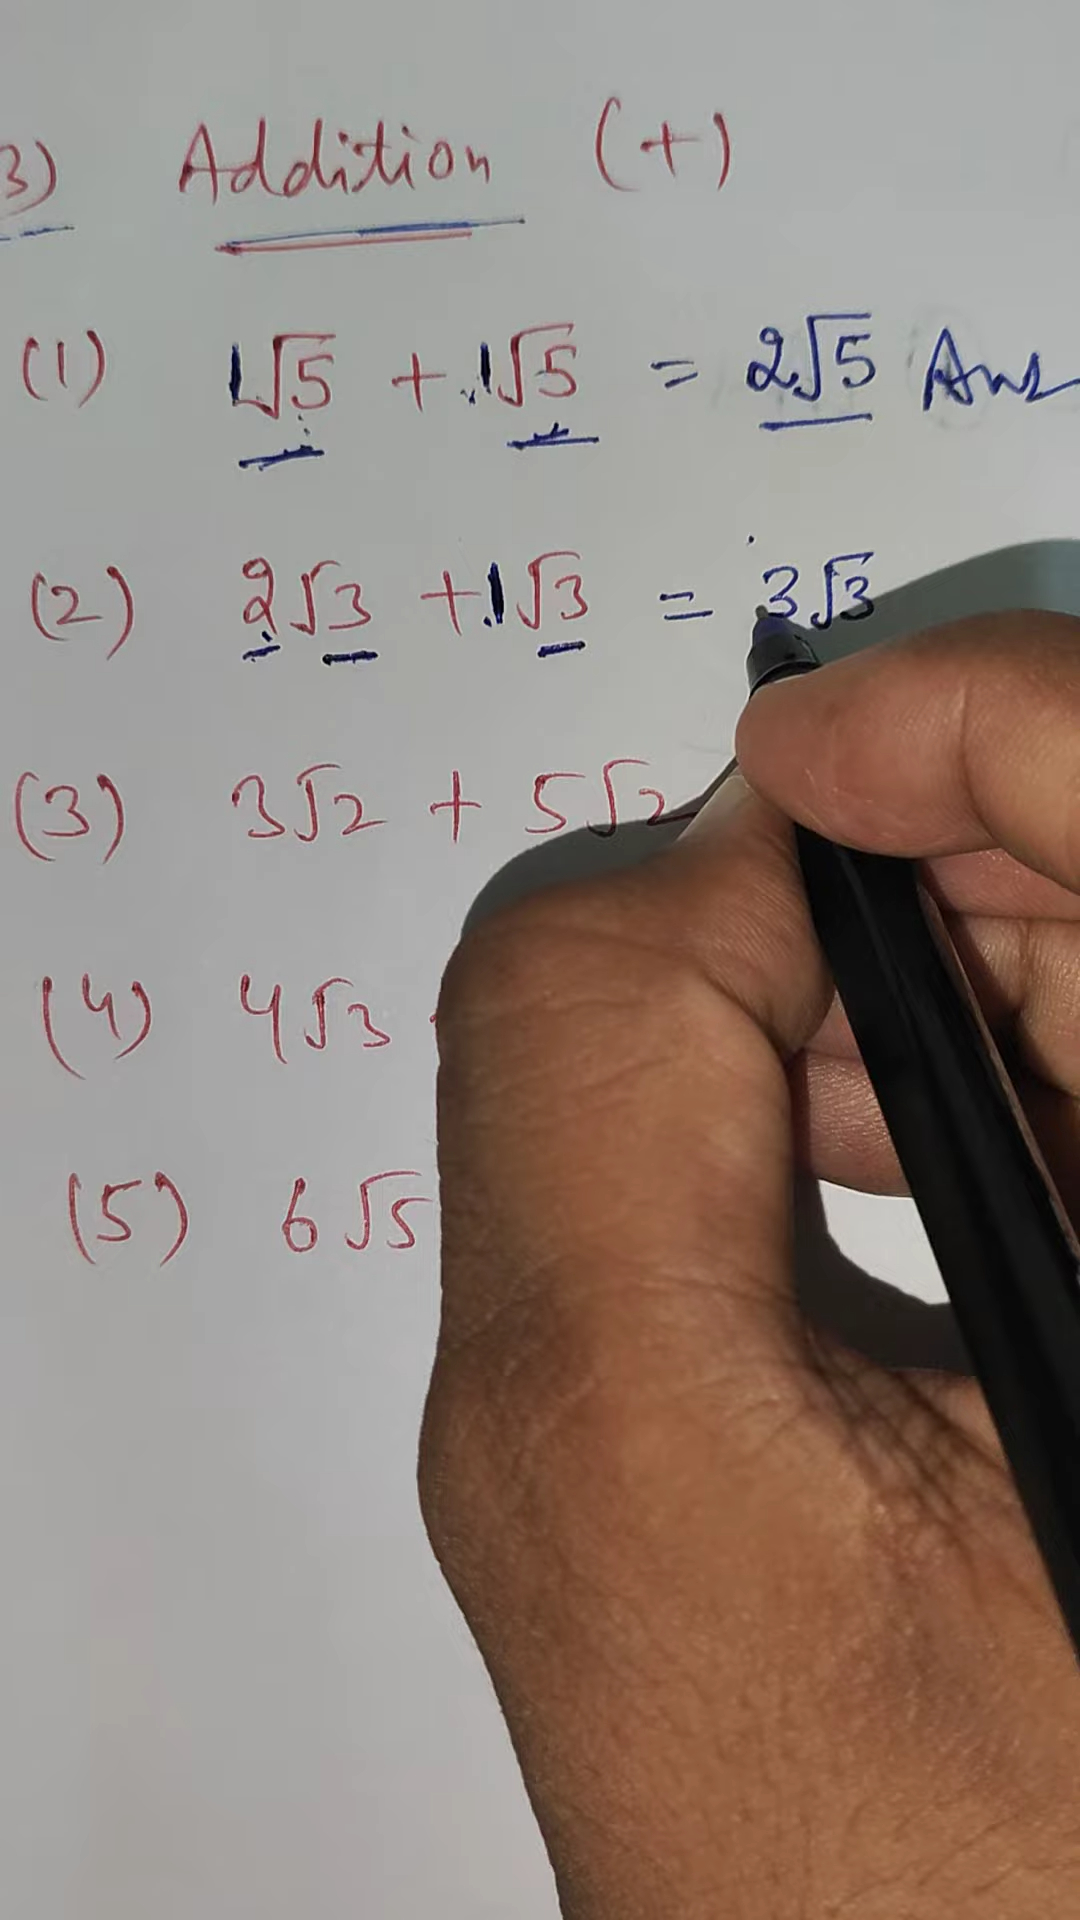 3) Addition (+)
(1) 1√5 + 1√5 = 2√5 Ans
(2) 2√3 + 1√3 = 3√3
(3) 3√2 + 5√2
(4) 4√3
(5) 6√5